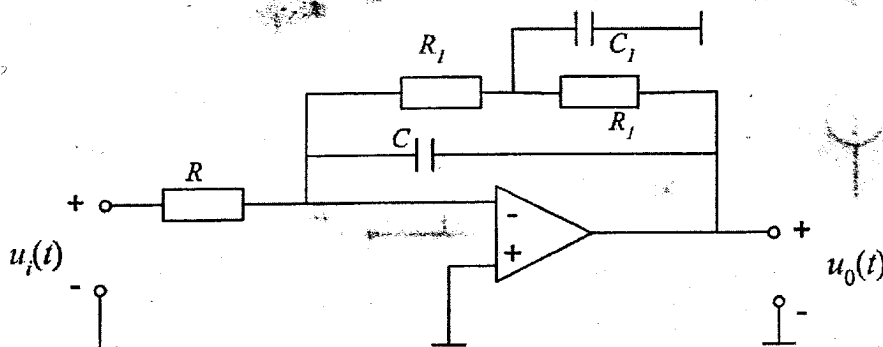 R₁
C₁
R₁
C
R
+
-
+
+
uᵢ(t)
u₀(t)
-
-